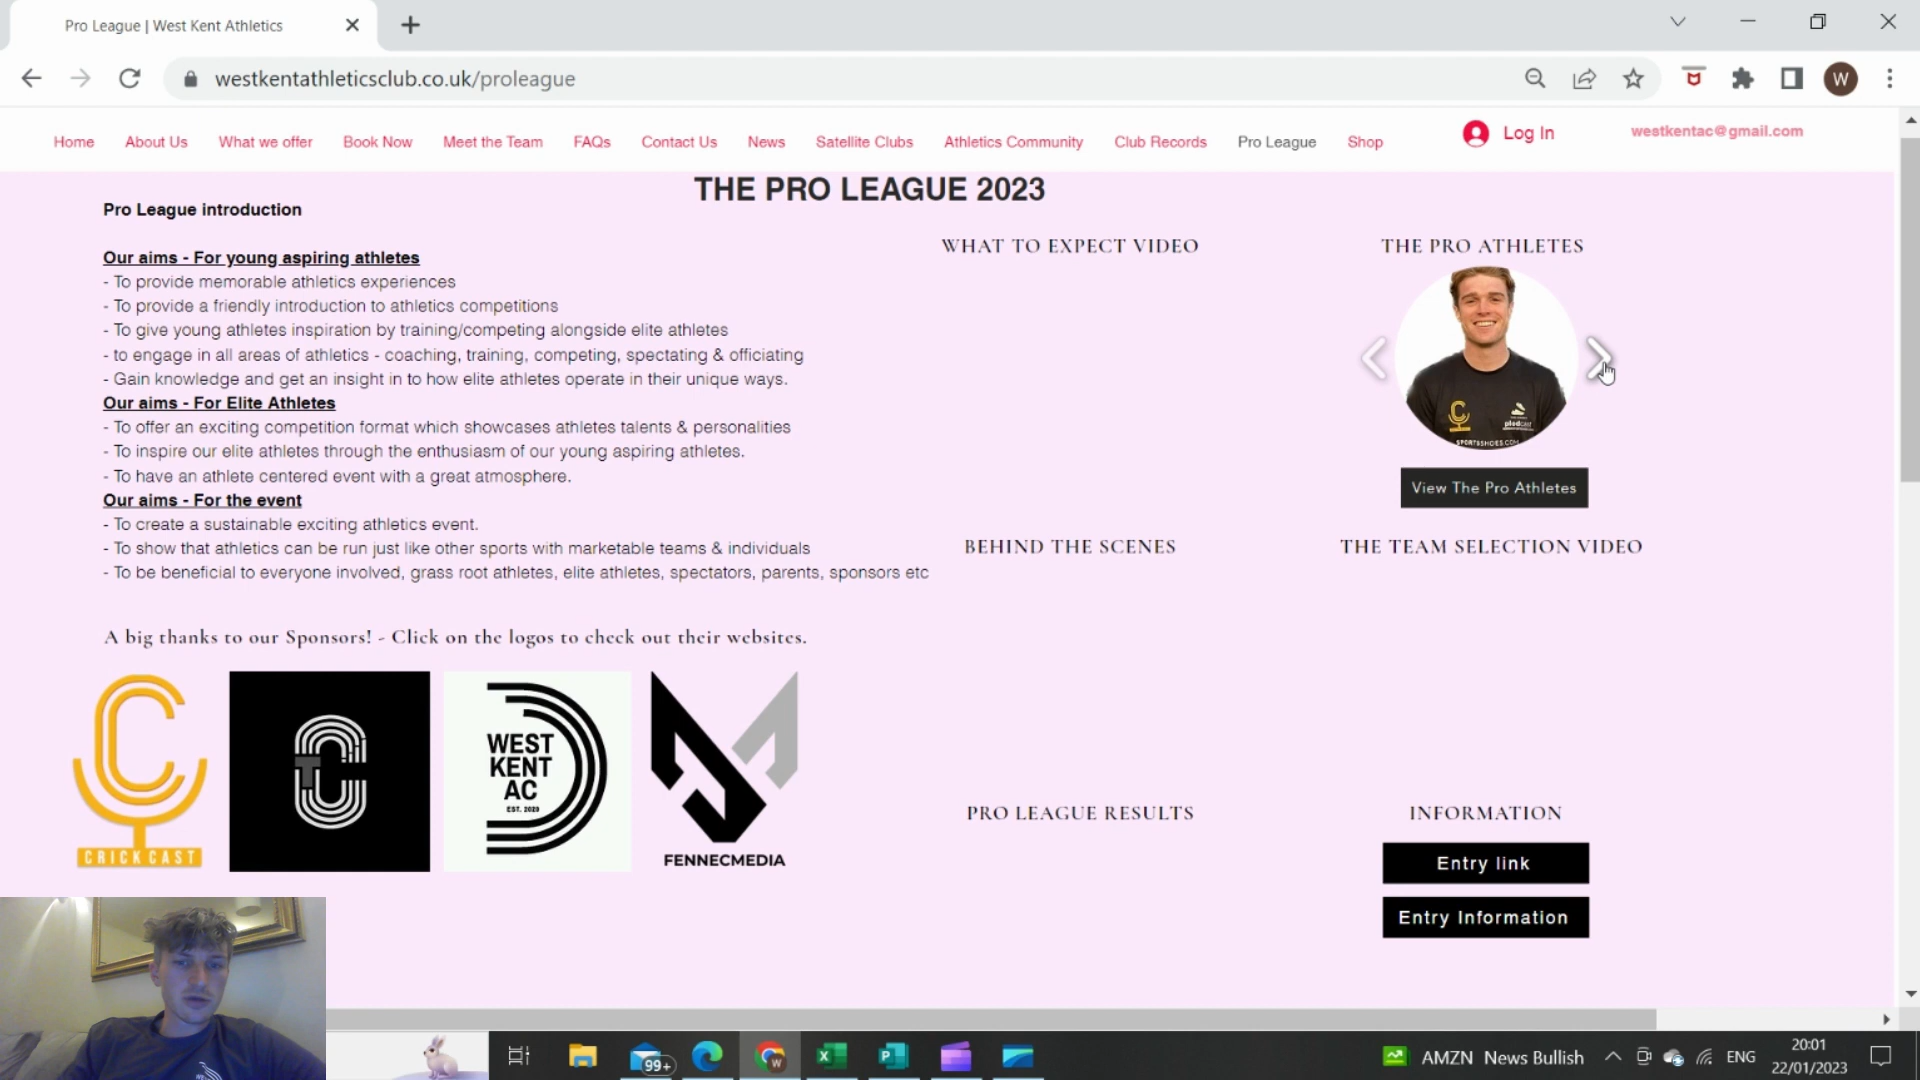 Pro League | West Kent Athletics
westkentathleticsclub.co.uk/proleague
W
Home About Us What we offer Book Now Meet the Team FAQs Contact Us News Satellite Clubs Athletics Community Club Records Pro League Shop Log In westkentac@gmail.com
THE PRO LEAGUE 2023
Pro League introduction
Our aims - For young aspiring athletes
- To provide memorable athletics experiences
- To provide a friendly introduction to athletics competitions
- To give young athletes inspiration by training/competing alongside elite athletes
- to engage in all areas of athletics - coaching, training, competing, spectating & officiating
- Gain knowledge and get an insight in to how elite athletes operate in their unique ways.
Our aims - For Elite Athletes
- To offer an exciting competition format which showcases athletes talents & personalities
- To inspire our elite athletes through the enthusiasm of our young aspiring athletes.
- To have an athlete centered event with a great atmosphere.
Our aims - For the event
- To create a sustainable exciting athletics event.
- To show that athletics can be run just like other sports with marketable teams & individuals
- To be beneficial to everyone involved, grass root athletes, elite athletes, spectators, parents, sponsors etc
A big thanks to our Sponsors! - Click on the logos to check out their websites.
CRICKCAST
TC
WEST
KENT
AC
EST. 2020
FENNECMEDIA
WHAT TO EXPECT VIDEO
THE PRO ATHLETES
plodcast
SPORTSSHOES.COM
View The Pro Athletes
BEHIND THE SCENES
THE TEAM SELECTION VIDEO
PRO LEAGUE RESULTS
INFORMATION
Entry link
Entry Information
99+
AMZN News Bullish
ENG
20:01
22/01/2023